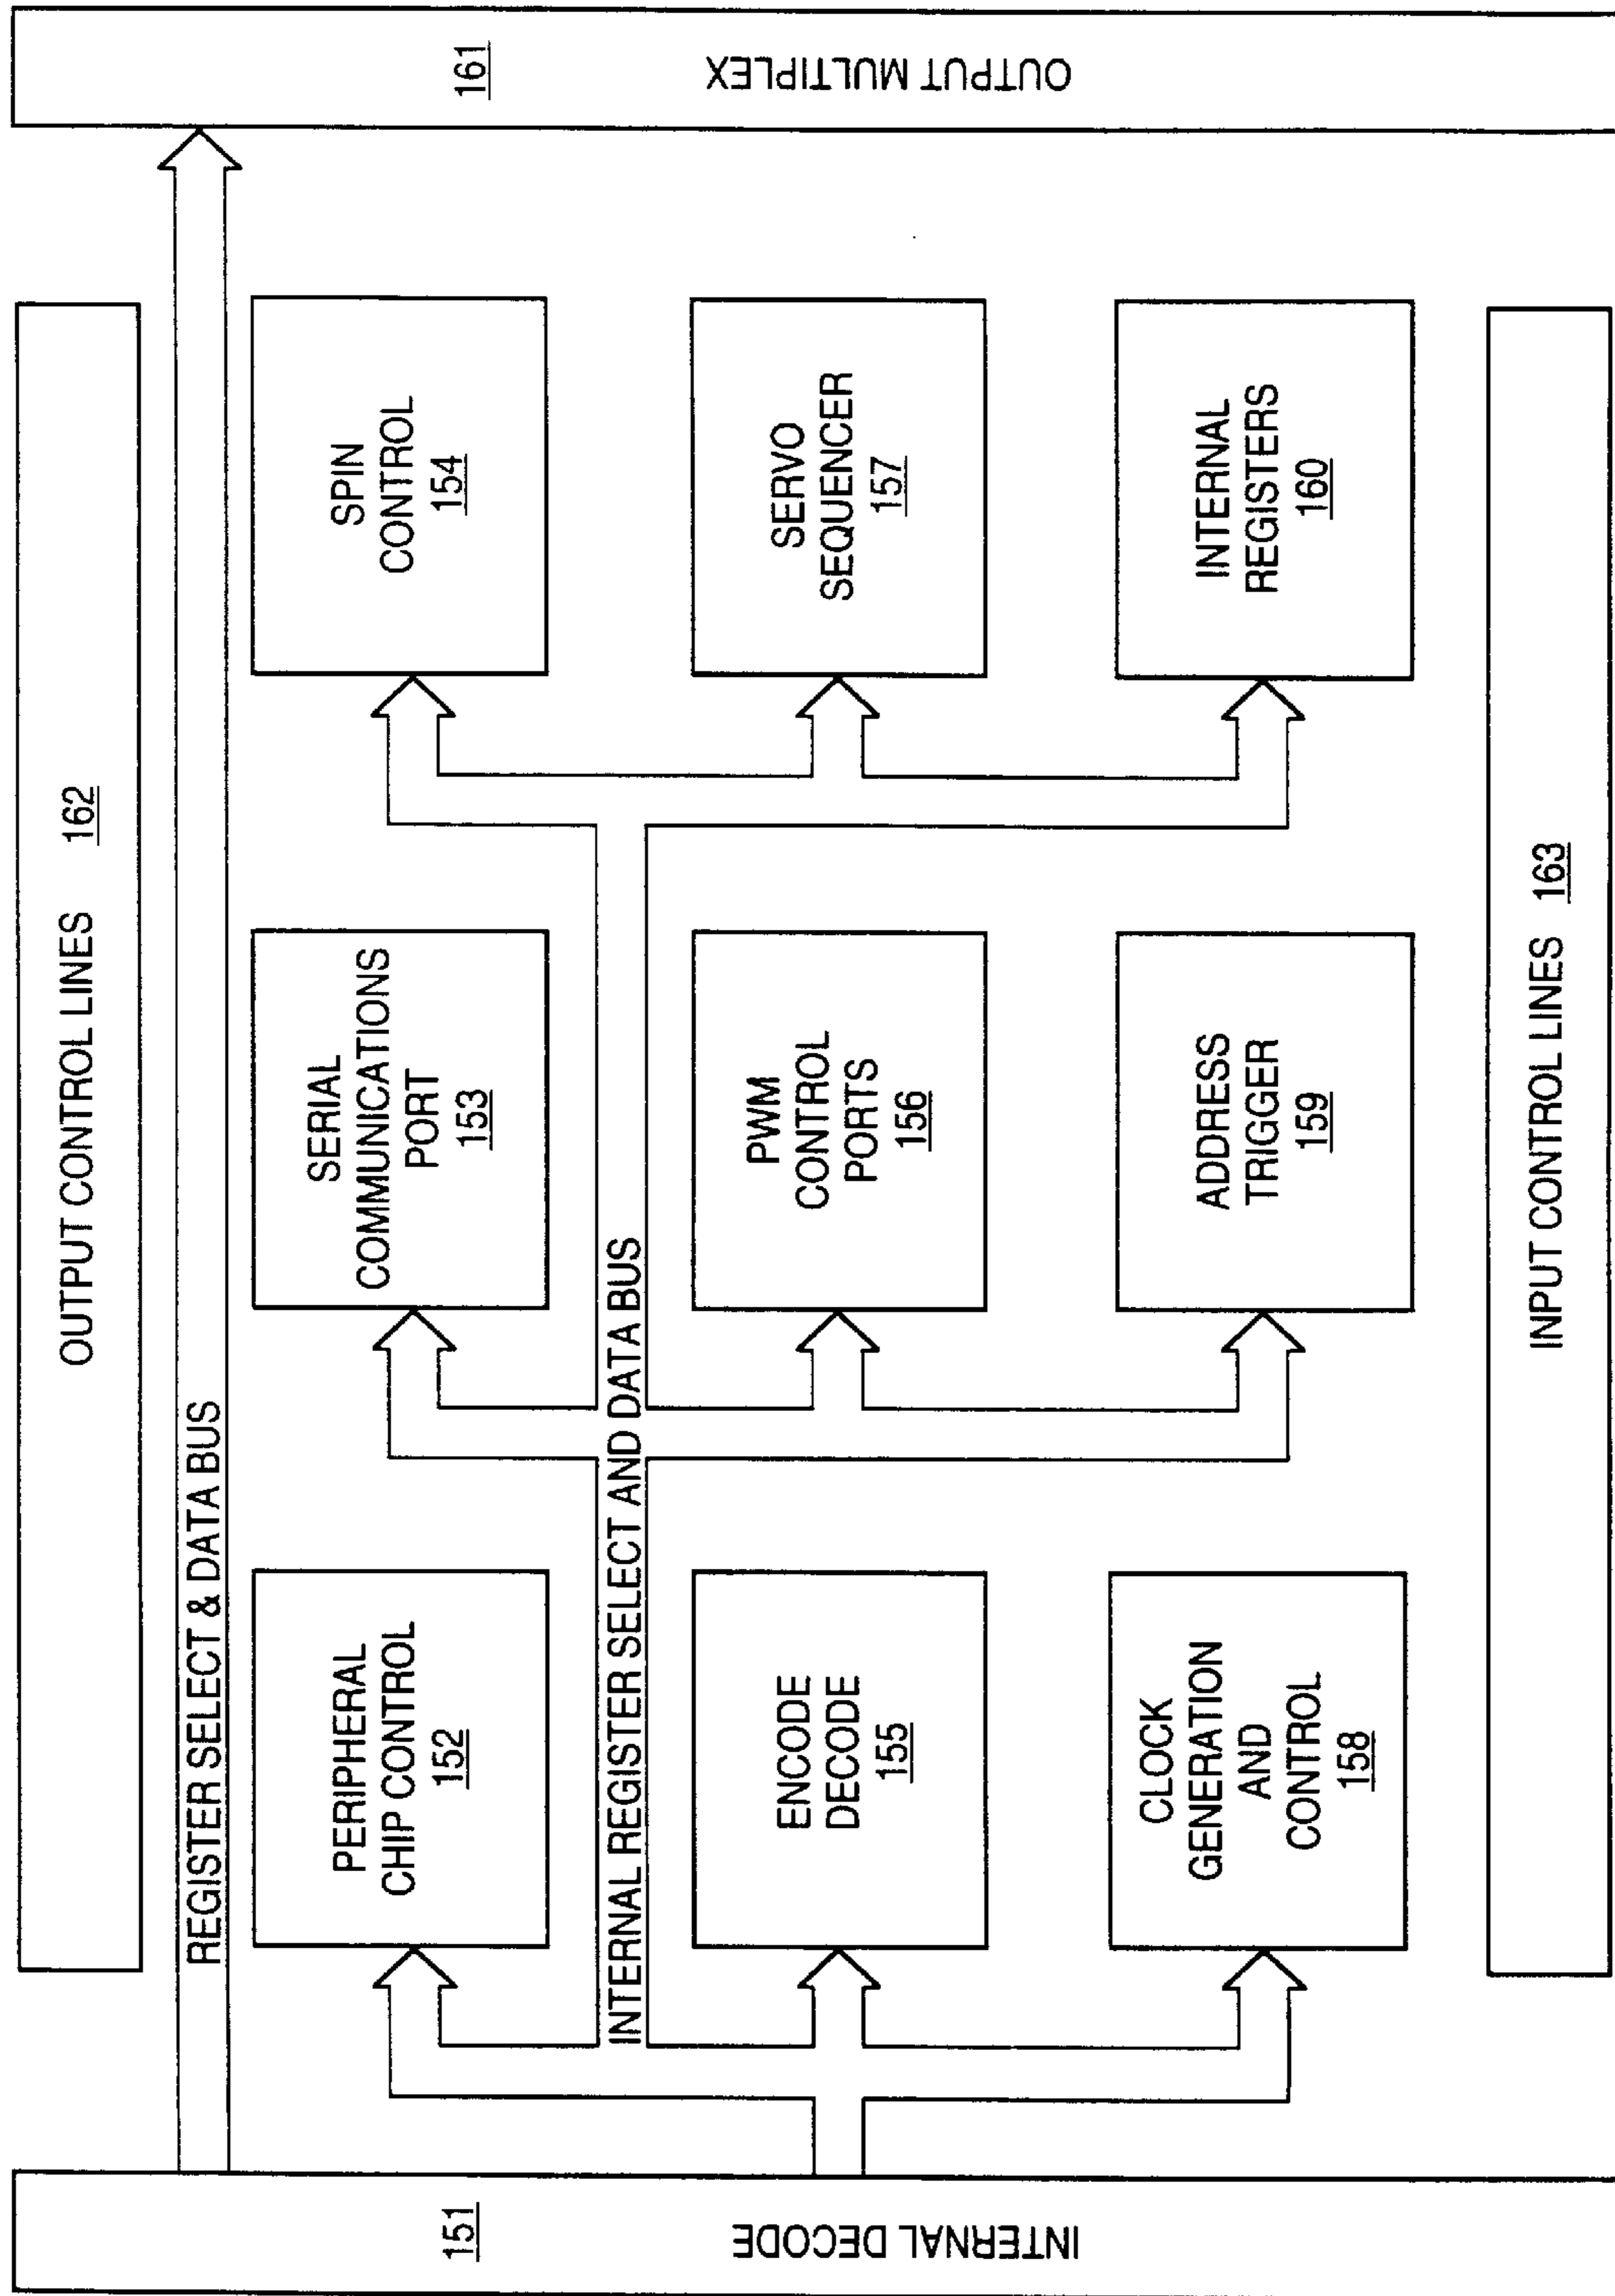 OUTPUT CONTROL LINES 162
REGISTER SELECT & DATA BUS
151
INTERNAL DECODE
PERIPHERAL
CHIP CONTROL
152
SERIAL
COMMUNICATIONS
PORT
153
SPIN
CONTROL
154
INTERNAL REGISTER SELECT AND DATA BUS
ENCODE
DECODE
155
PWM
CONTROL
PORTS
156
SERVO
SEQUENCER
157
CLOCK
GENERATION
AND
CONTROL
158
ADDRESS
TRIGGER
159
INTERNAL
REGISTERS
160
161
OUTPUT MULTIPLEX
INPUT CONTROL LINES 163